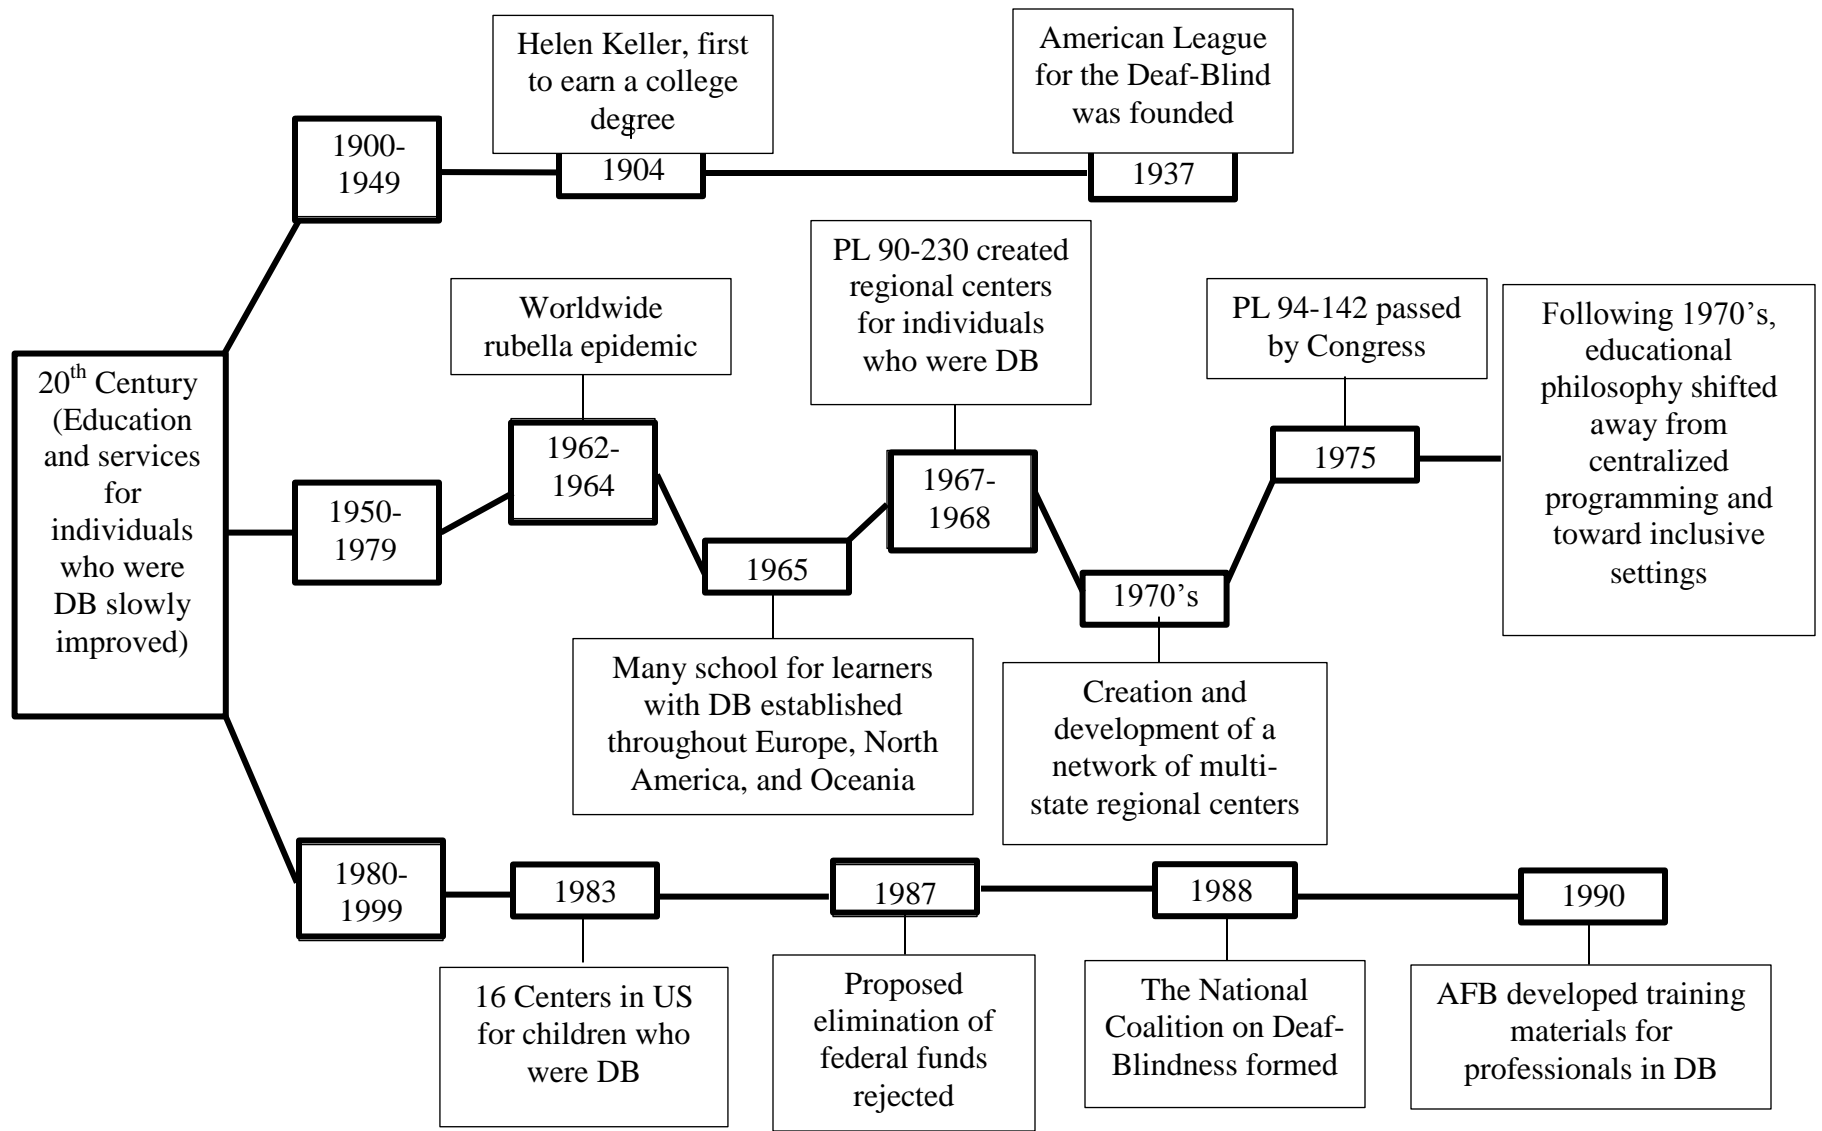 20th Century
(Education
and services
for
individuals
who were
DB slowly
improved)
1900-
1949
Helen Keller, first
to earn a college
degree
1904
American League
for the Deaf-Blind
was founded
1937
1950-
1979
Worldwide
rubella epidemic
1962-
1964
1965
Many school for learners
with DB established
throughout Europe, North
America, and Oceania
PL 90-230 created
regional centers
for individuals
who were DB
1967-
1968
1970’s
Creation and
development of a
network of multi-
state regional centers
PL 94-142 passed
by Congress
1975
Following 1970’s,
educational
philosophy shifted
away from
centralized
programming and
toward inclusive
settings
1980-
1999
1983
16 Centers in US
for children who
were DB
1987
Proposed
elimination of
federal funds
rejected
1988
The National
Coalition on Deaf-
Blindness formed
1990
AFB developed training
materials for
professionals in DB